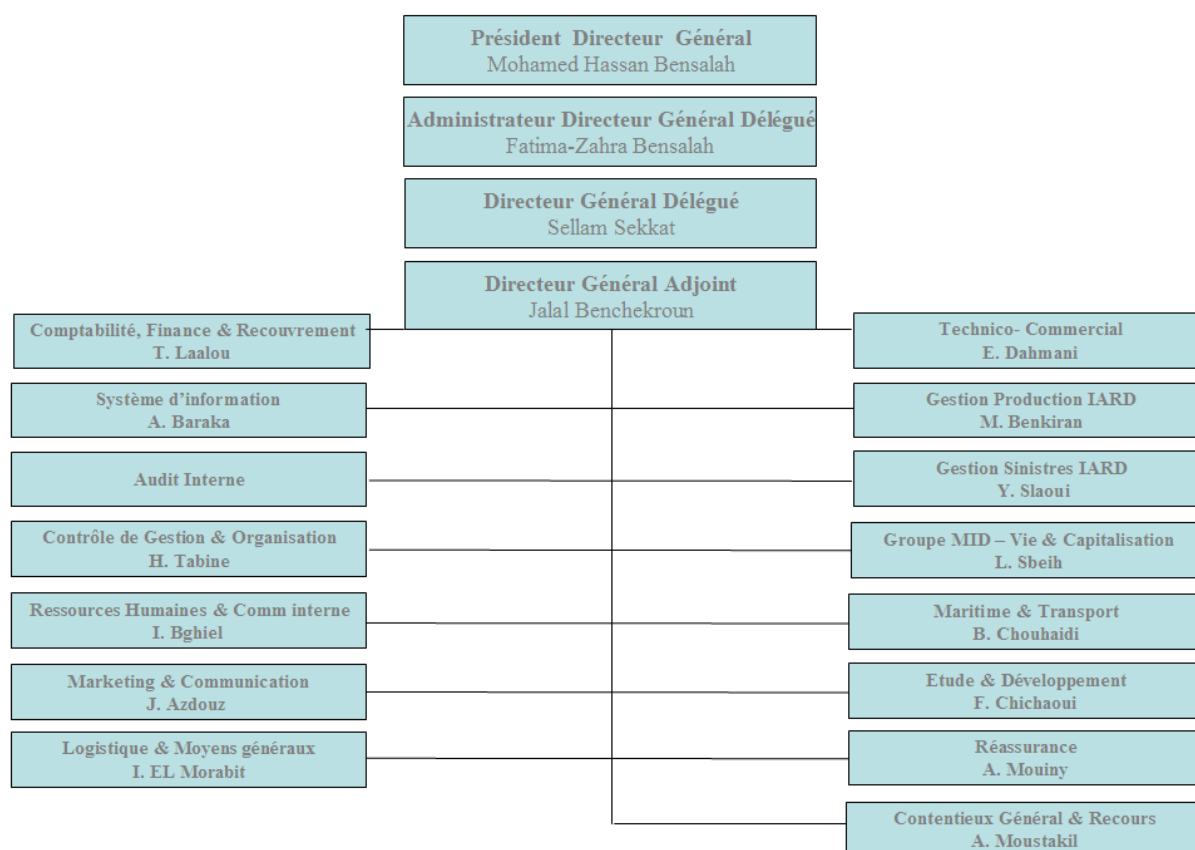 Président Directeur Général
Mohamed Hassan Bensalah
Administrateur Directeur Général Délégué
Fatima-Zahra Bensalah
Directeur Général Délégué
Sellam Sekkat
Directeur Général Adjoint
Jalal Benchekroun
Comptabilité, Finance & Recouvrement
T. Laalou
Système d'information
A. Baraka
Audit Interne
Contrôle de Gestion & Organisation
H. Tabine
Ressources Humaines & Comm interne
I. Bghiel
Marketing & Communication
J. Azdouz
Logistique & Moyens généraux
I. EL Morabit
Technico- Commercial
E. Dahmani
Gestion Production IARD
M. Benkiran
Gestion Sinistres IARD
Y. Slaoui
Groupe MID – Vie & Capitalisation
L. Sbeih
Maritime & Transport
B. Chouhaidi
Etude & Développement
F. Chichaoui
Réassurance
A. Mouiny
Contentieux Général & Recours
A. Moustakil